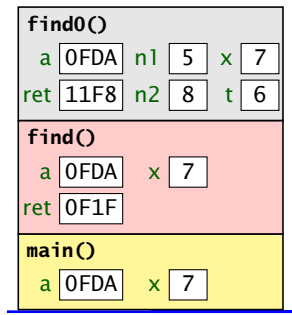 find0()
a 0FDA n1 5 x 7
ret 11F8 n2 8 t 6
find()
a 0FDA x 7
ret 0F1F
main()
a 0FDA x 7